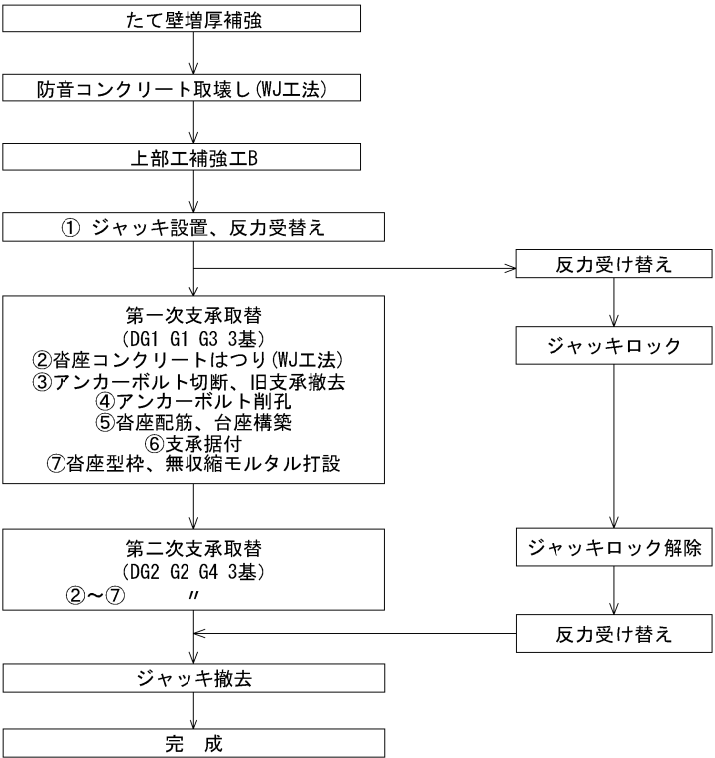 たて壁増厚補強
防音コンクリート取壊し(WJ工法)
上部工補強工B
① ジャッキ設置、反力受替え
反力受け替え
第一次支承取替
(DG1 G1 G3 3基)
②沓座コンクリートはつり(WJ工法)
③アンカーボルト切断、旧支承撤去
④アンカーボルト削孔
⑤沓座配筋、台座構築
⑥支承据付
⑦沓座型枠、無収縮モルタル打設
ジャッキロック
第二次支承取替
(DG2 G2 G4 3基)
②～⑦ 〃
ジャッキロック解除
反力受け替え
ジャッキ撤去
完 成